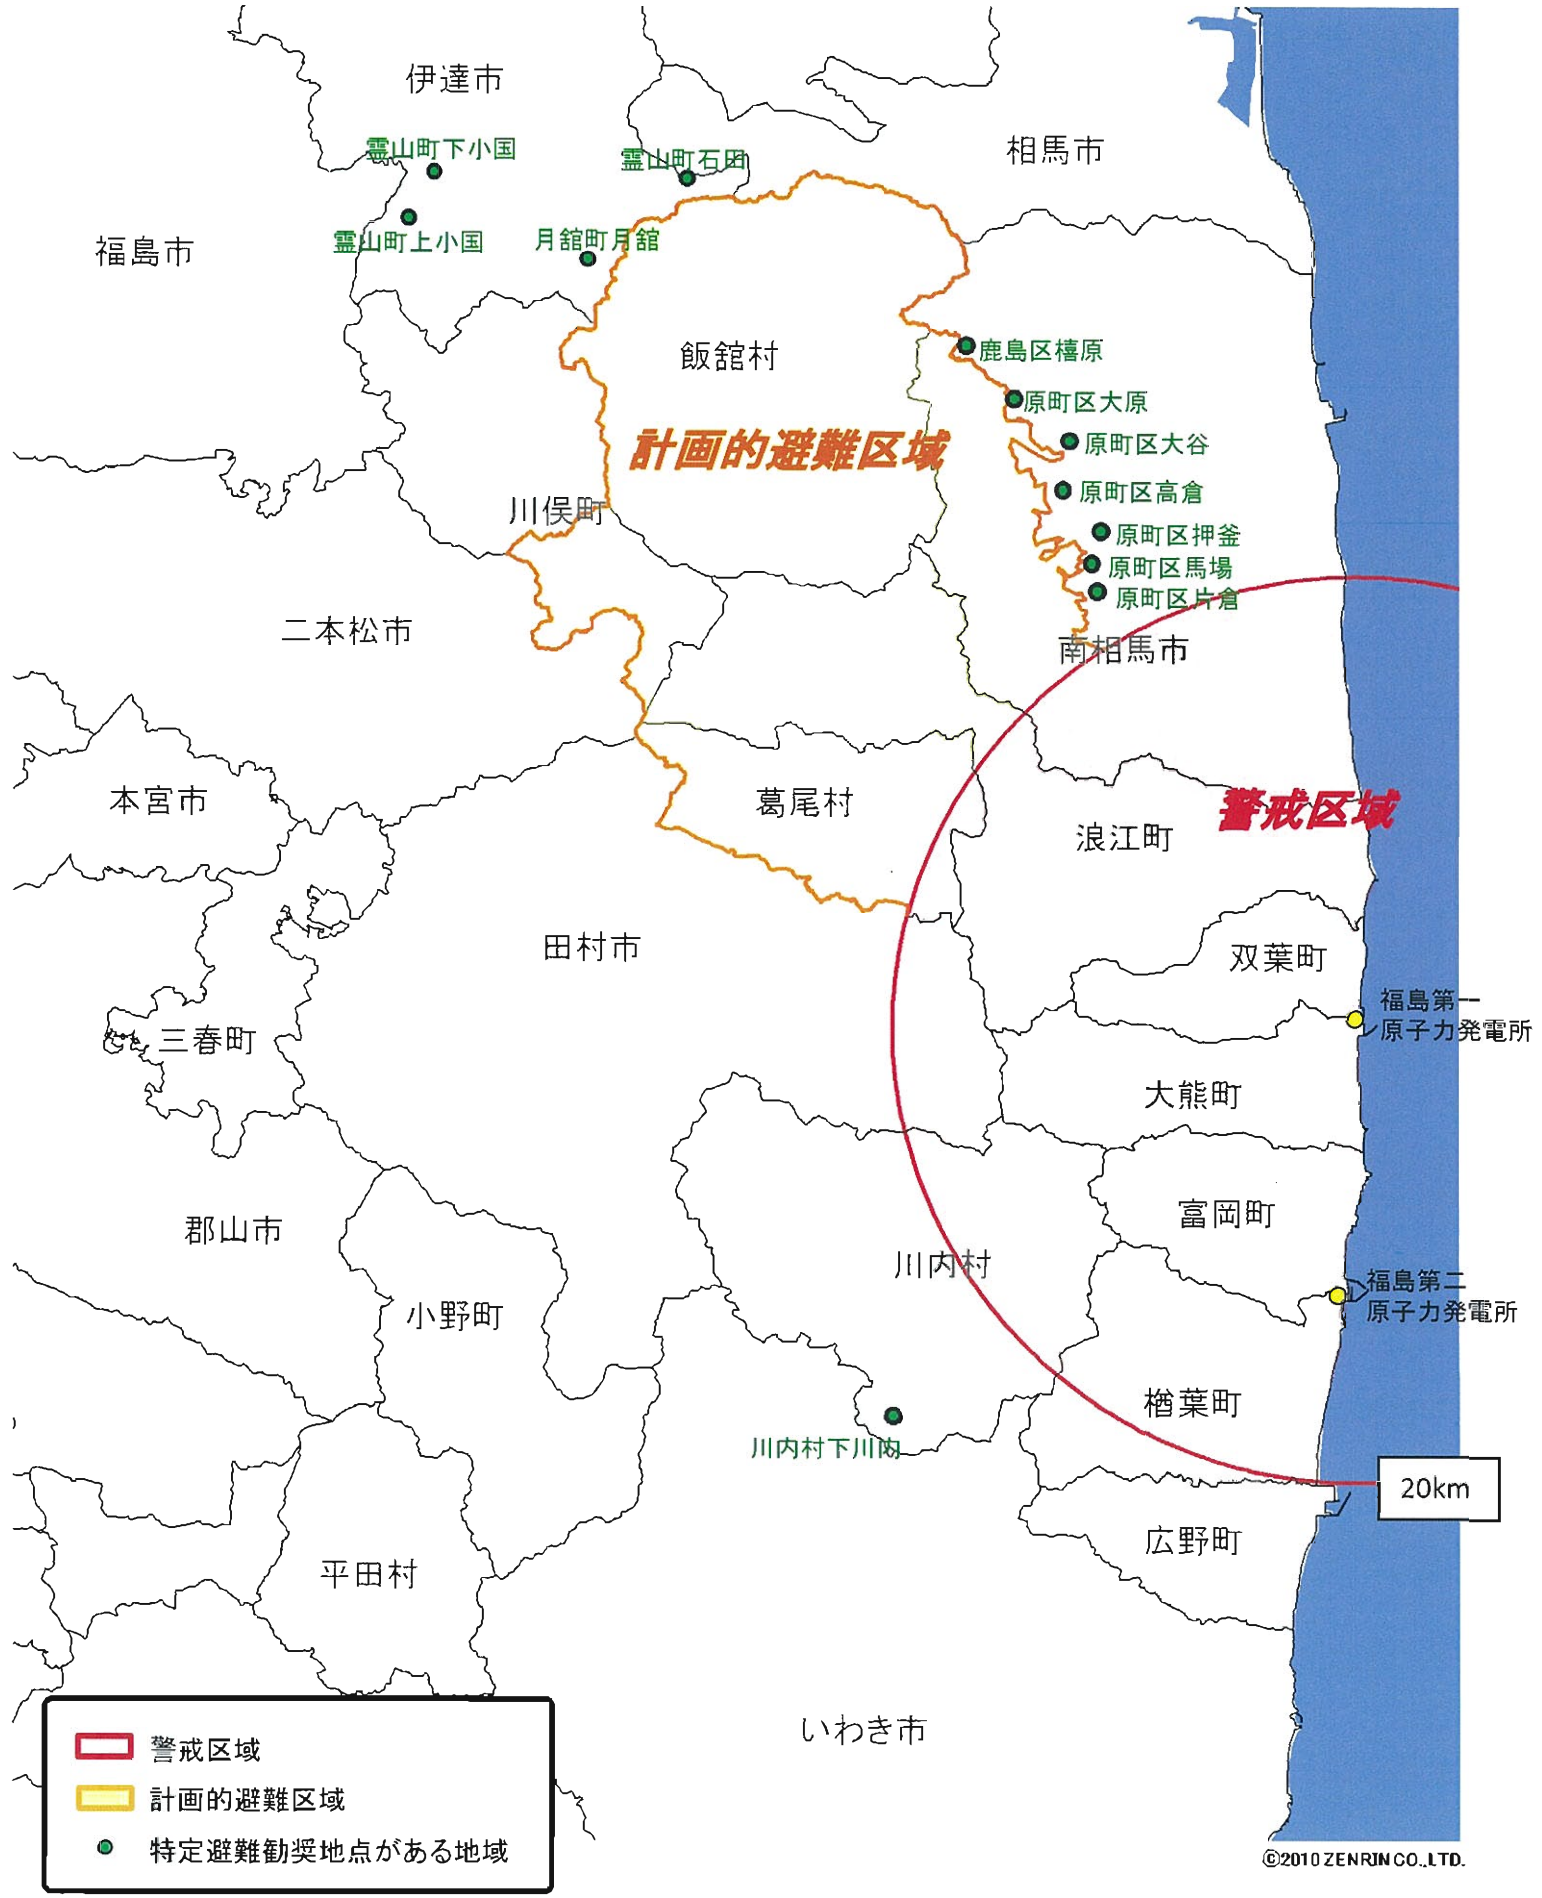 伊達市
霊山町下小国
霊山町石田
相馬市
霊山町上小国
月舘町月舘
福島市
飯舘村
鹿島区橲原
原町区大原
計画的避難区域
原町区大谷
原町区高倉
川俣町
原町区押釜
原町区馬場
原町区片倉
二本松市
南相馬市
本宮市
葛尾村
警戒区域
浪江町
田村市
双葉町
福島第一
原子力発電所
三春町
大熊町
郡山市
富岡町
川内村
小野町
福島第二
原子力発電所
楢葉町
川内村下川内
20km
広野町
平田村
いわき市
警戒区域
計画的避難区域
特定避難勧奨地点がある地域
©2010 ZENRIN CO.,LTD.